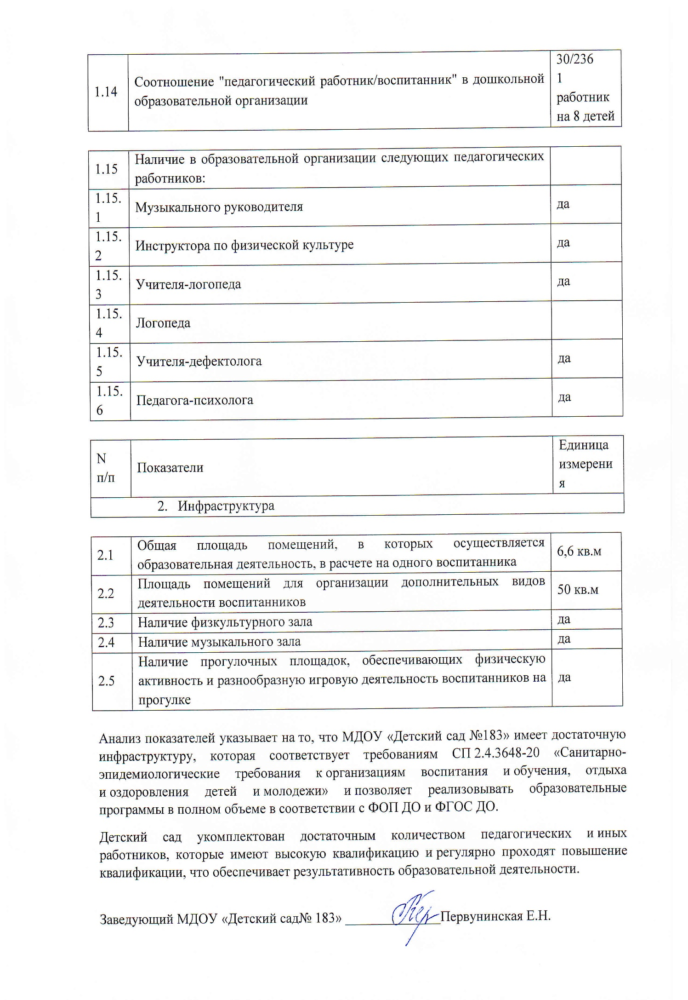 1.14
Соотношение "педагогический работник/воспитанник" в дошкольной
образовательной организации
30/236
1
работник
на 8 детей
1.15
Наличие в образовательной организации следующих педагогических
работников:
1.15.
1
Музыкального руководителя
да
1.15.
2
Инструктора по физической культуре
да
1.15.
3
Учителя-логопеда
да
1.15.
4
Логопеда
1.15.
5
Учителя-дефектолога
да
1.15.
6
Педагога-психолога
да
N
п/п
Показатели
Единица
измерени
я
2. Инфраструктура
2.1
Общая площадь помещений, в которых осуществляется
образовательная деятельность, в расчете на одного воспитанника
6,6 кв.м
2.2
Площадь помещений для организации дополнительных видов
деятельности воспитанников
50 кв.м
2.3
Наличие физкультурного зала
да
2.4
Наличие музыкального зала
да
2.5
Наличие прогулочных площадок, обеспечивающих физическую
активность и разнообразную игровую деятельность воспитанников на
прогулке
да
Анализ показателей указывает на то, что МДОУ «Детский сад №183» имеет достаточную
инфраструктуру, которая соответствует требованиям СП 2.4.3648-20 «Санитарно-
эпидемиологические требования к организациям воспитания и обучения, отдыха
и оздоровления детей и молодежи» и позволяет реализовывать образовательные
программы в полном объеме в соответствии с ФОП ДО и ФГОС ДО.
Детский сад укомплектован достаточным количеством педагогических и иных
работников, которые имеют высокую квалификацию и регулярно проходят повышение
квалификации, что обеспечивает результативность образовательной деятельности.
Заведующий МДОУ «Детский сад№ 183» ______________Первунинская Е.Н.